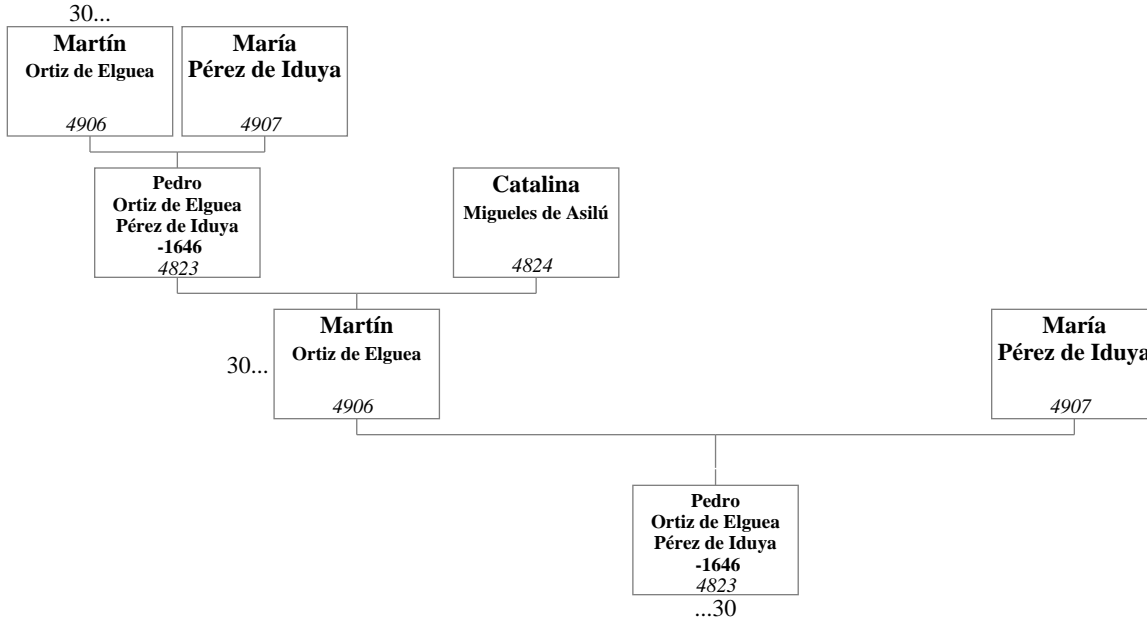 30...
Martín
Ortiz de Elguea
4906
María
Pérez de Iduya
4907
Pedro
Ortiz de Elguea
Pérez de Iduya
-1646
4823
Catalina
Migueles de Asilú
4824
30...
Martín
Ortiz de Elguea
4906
María
Pérez de Iduya
4907
Pedro
Ortiz de Elguea
Pérez de Iduya
-1646
4823
...30